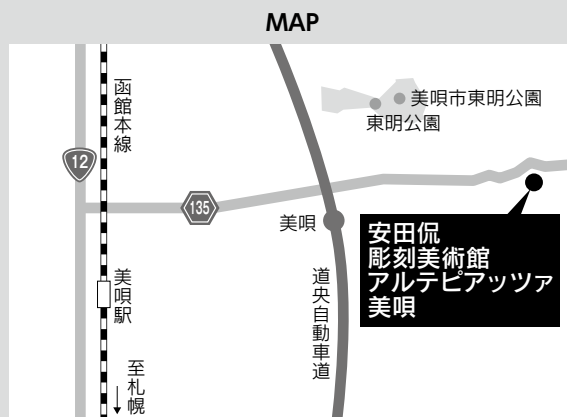 MAP
函館本線
12
135
美唄市東明公園
東明公園
美唄
安田侃
彫刻美術館
アルテピアッツァ
美唄
美唄駅
道央自動車道
至札幌